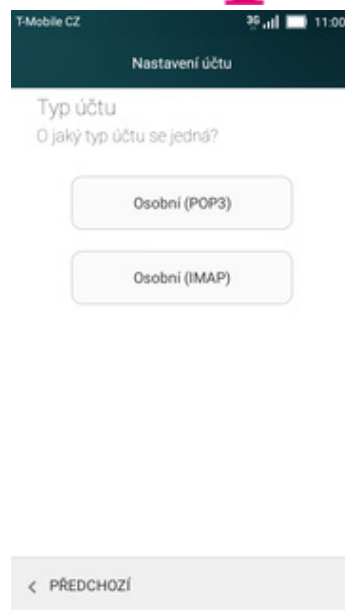 T-Mobile CZ 3G 11:00
Nastavení účtu
Typ účtu
O jaký typ účtu se jedná?
Osobní (POP3)
Osobní (IMAP)
< PŘEDCHOZÍ